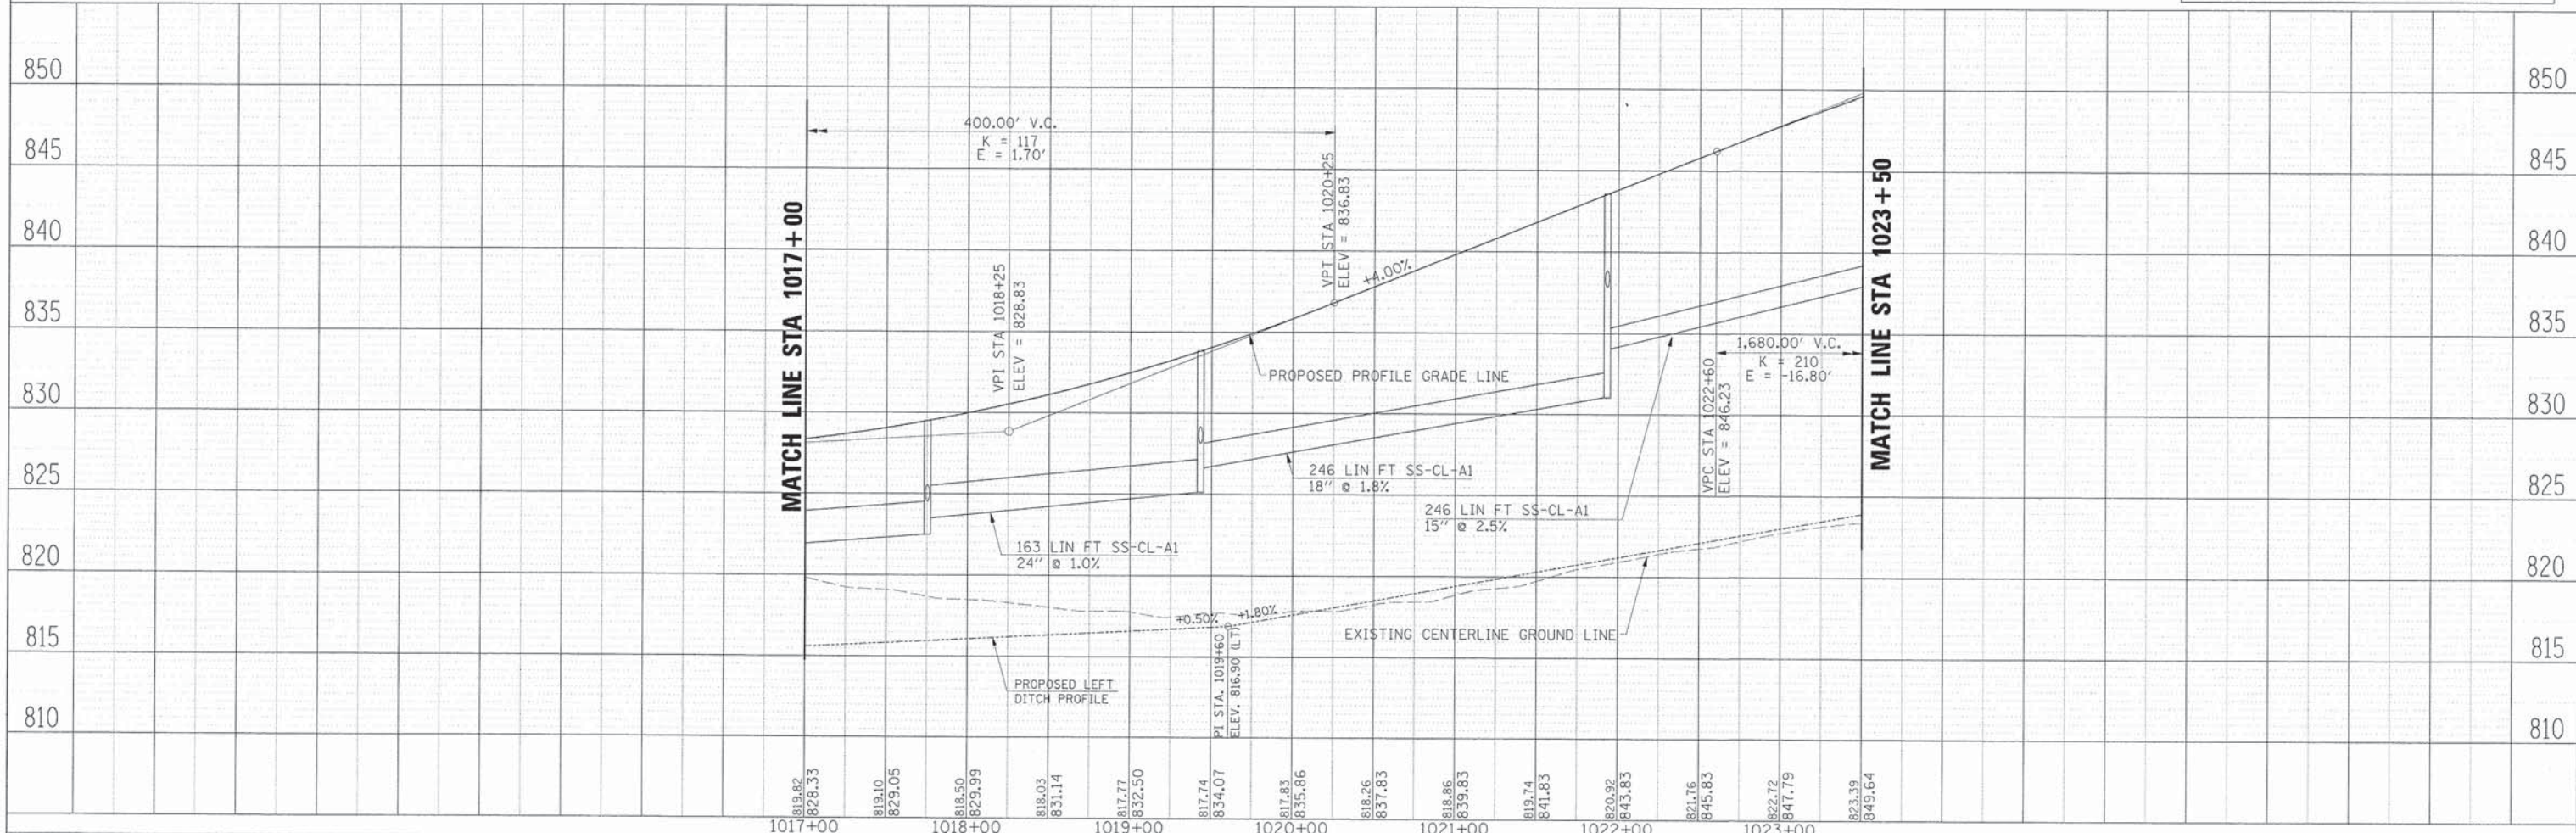 850
845
840
835
830
825
820
815
810
850
845
840
835
830
825
820
815
810
MATCH LINE STA 1017+00
400.00' V.C.
K = 117
E = 1.70'
VPI STA 1018+25
ELEV = 828.83
VPT STA 1020+25
ELEV = 836.83
+4.00%
PROPOSED PROFILE GRADE LINE
163 LIN FT SS-CL-A1
24" @ 1.0%
246 LIN FT SS-CL-A1
18" @ 1.8%
246 LIN FT SS-CL-A1
15" @ 2.5%
VPC STA 1022+60
ELEV = 846.23
1,680.00' V.C.
K = 210
E = -16.80'
MATCH LINE STA 1023+50
+0.50%
+1.80%
PI STA. 1019+60
ELEV. 816.90 (LT)
EXISTING CENTERLINE GROUND LINE
PROPOSED LEFT
DITCH PROFILE
819.82
828.33
819.10
829.05
818.50
829.99
818.03
831.14
817.77
832.50
817.74
834.07
817.83
835.86
818.26
837.83
818.86
839.83
819.74
841.83
820.92
843.83
821.76
845.83
822.72
847.79
823.39
849.64
1017+00
1018+00
1019+00
1020+00
1021+00
1022+00
1023+00